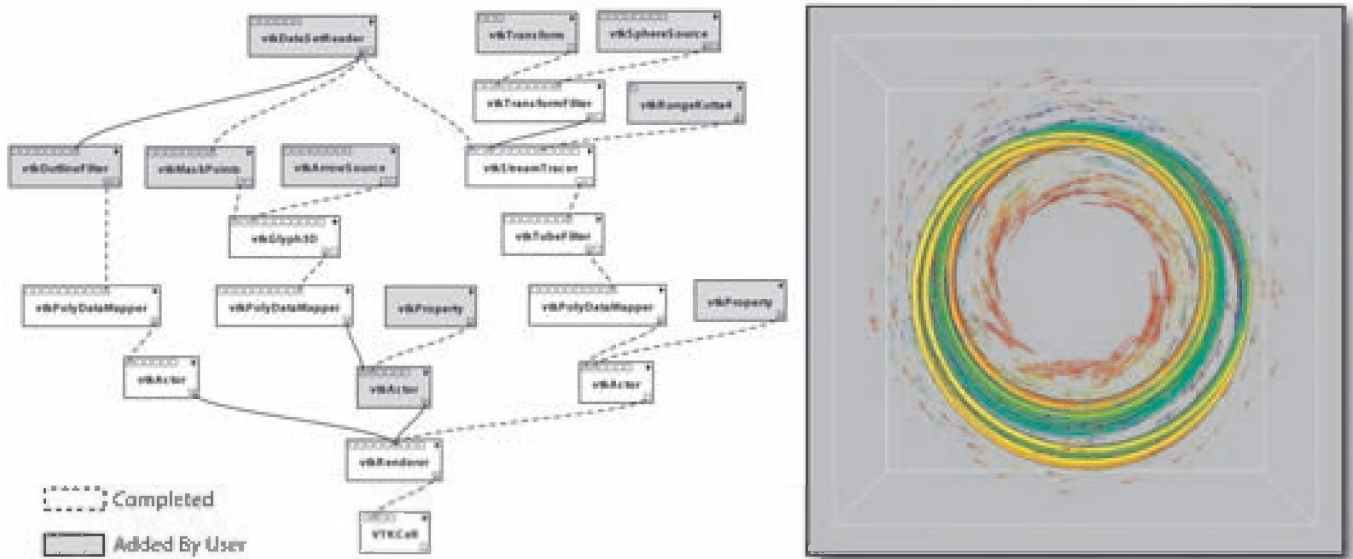 vtkDataSetReader
vtkTransform
vtkSphereSource
vtkTransformFilter
vtkRungeKutta4
vtkOutlineFilter
vtkMaskPoints
vtkArrowSource
vtkStreamTracer
vtkGlyph3D
vtkTubeFilter
vtkPolyDataMapper
vtkPolyDataMapper
vtkProperty
vtkPolyDataMapper
vtkProperty
vtkActor
vtkActor
vtkActor
vtkRenderer
VTKCell
Completed
Added By User